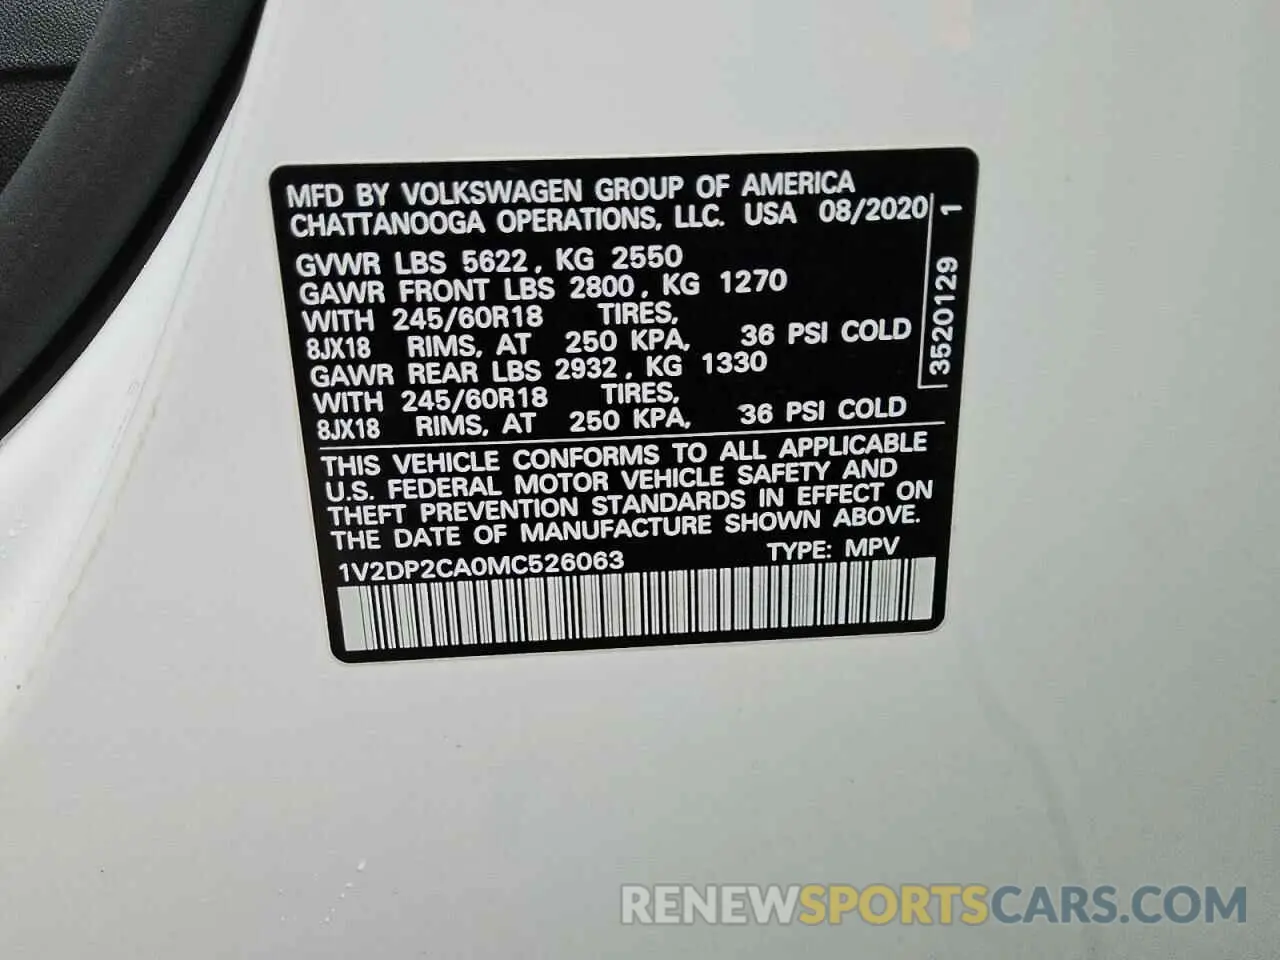 MFD BY VOLKSWAGEN GROUP OF AMERICA
CHATTANOOGA OPERATIONS, LLC. USA 08/2020
GVWR LBS 5622, KG 2550
GAWR FRONT LBS 2800, KG 1270
WITH 245/60R18 TIRES,
8JX18 RIMS, AT 250 KPA, 36 PSI COLD
GAWR REAR LBS 2932, KG 1330
WITH 245/60R18 TIRES,
8JX18 RIMS, AT 250 KPA, 36 PSI COLD
3520129 1
THIS VEHICLE CONFORMS TO ALL APPLICABLE
U.S. FEDERAL MOTOR VEHICLE SAFETY AND
THEFT PREVENTION STANDARDS IN EFFECT ON
THE DATE OF MANUFACTURE SHOWN ABOVE.
1V2DP2CA0MC526063 TYPE: MPV
RENEWSPORTSCARS.COM